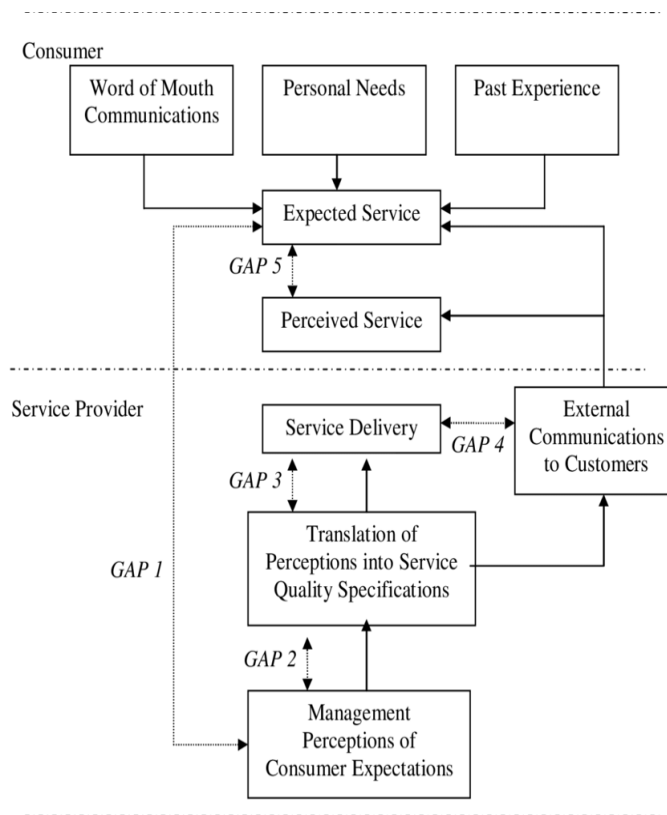 Consumer
Word of Mouth
Communications
Personal Needs
Past Experience
Expected Service
GAP 5
Perceived Service
Service Provider
Service Delivery
GAP 4
External
Communications
to Customers
GAP 3
Translation of
Perceptions into Service
Quality Specifications
GAP 1
GAP 2
Management
Perceptions of
Consumer Expectations